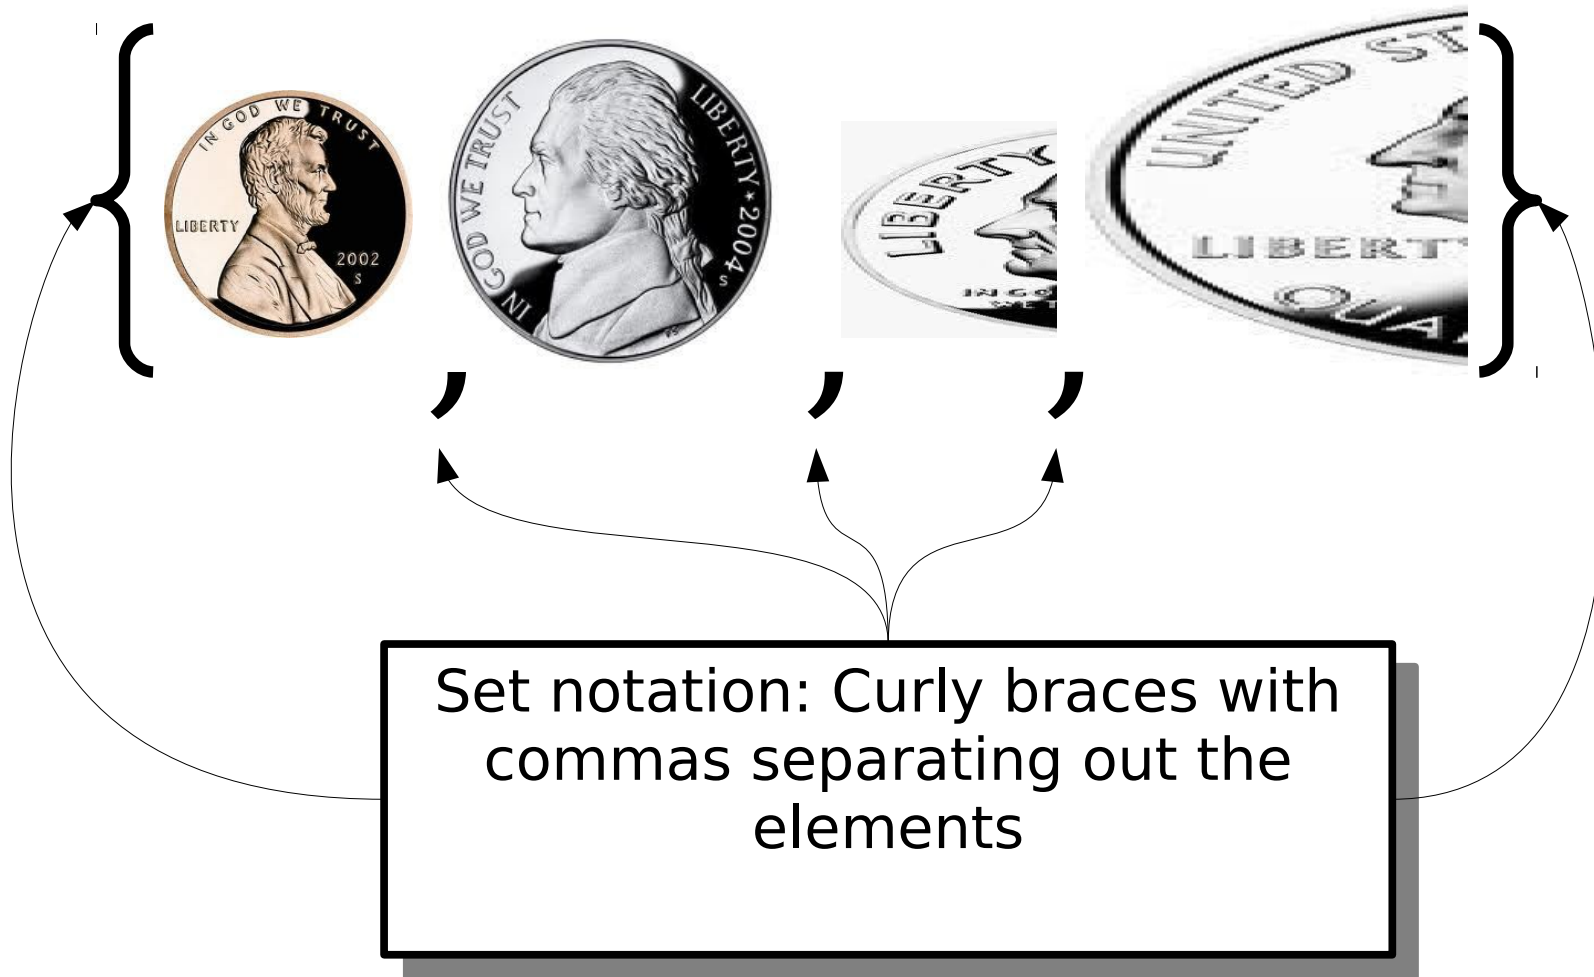 { , , , }
IN GOD WE TRUST
LIBERTY
2002
S
IN GOD WE TRUST
LIBERTY * 2004
S
LIBERTY
UNITED
LIBERT
QUA
Set notation: Curly braces with
commas separating out the
elements